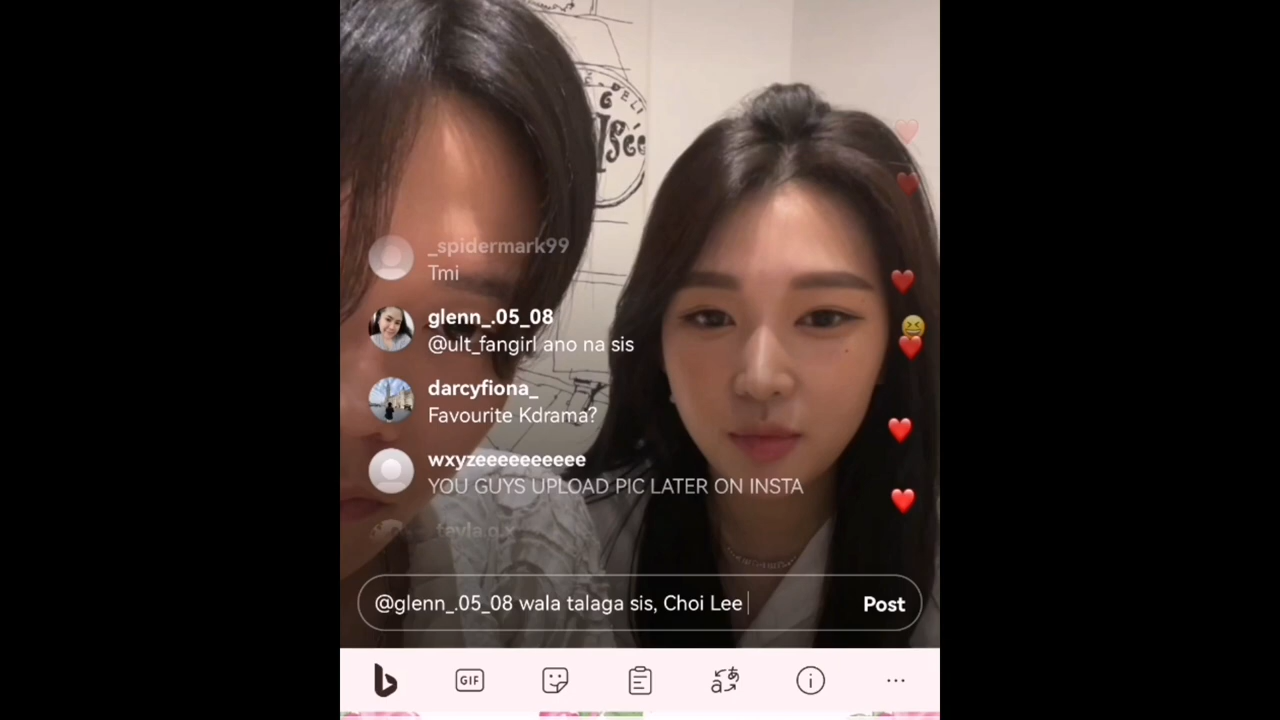 _spidermark99
Tmi
glenn_.05_08
@ult_fangirl ano na sis
darcyfiona_
Favourite Kdrama?
wxyzeeeeeeeeee
YOU GUYS UPLOAD PIC LATER ON INSTA
@glenn_.05_08 wala talaga sis, Choi Lee
Post
GIF